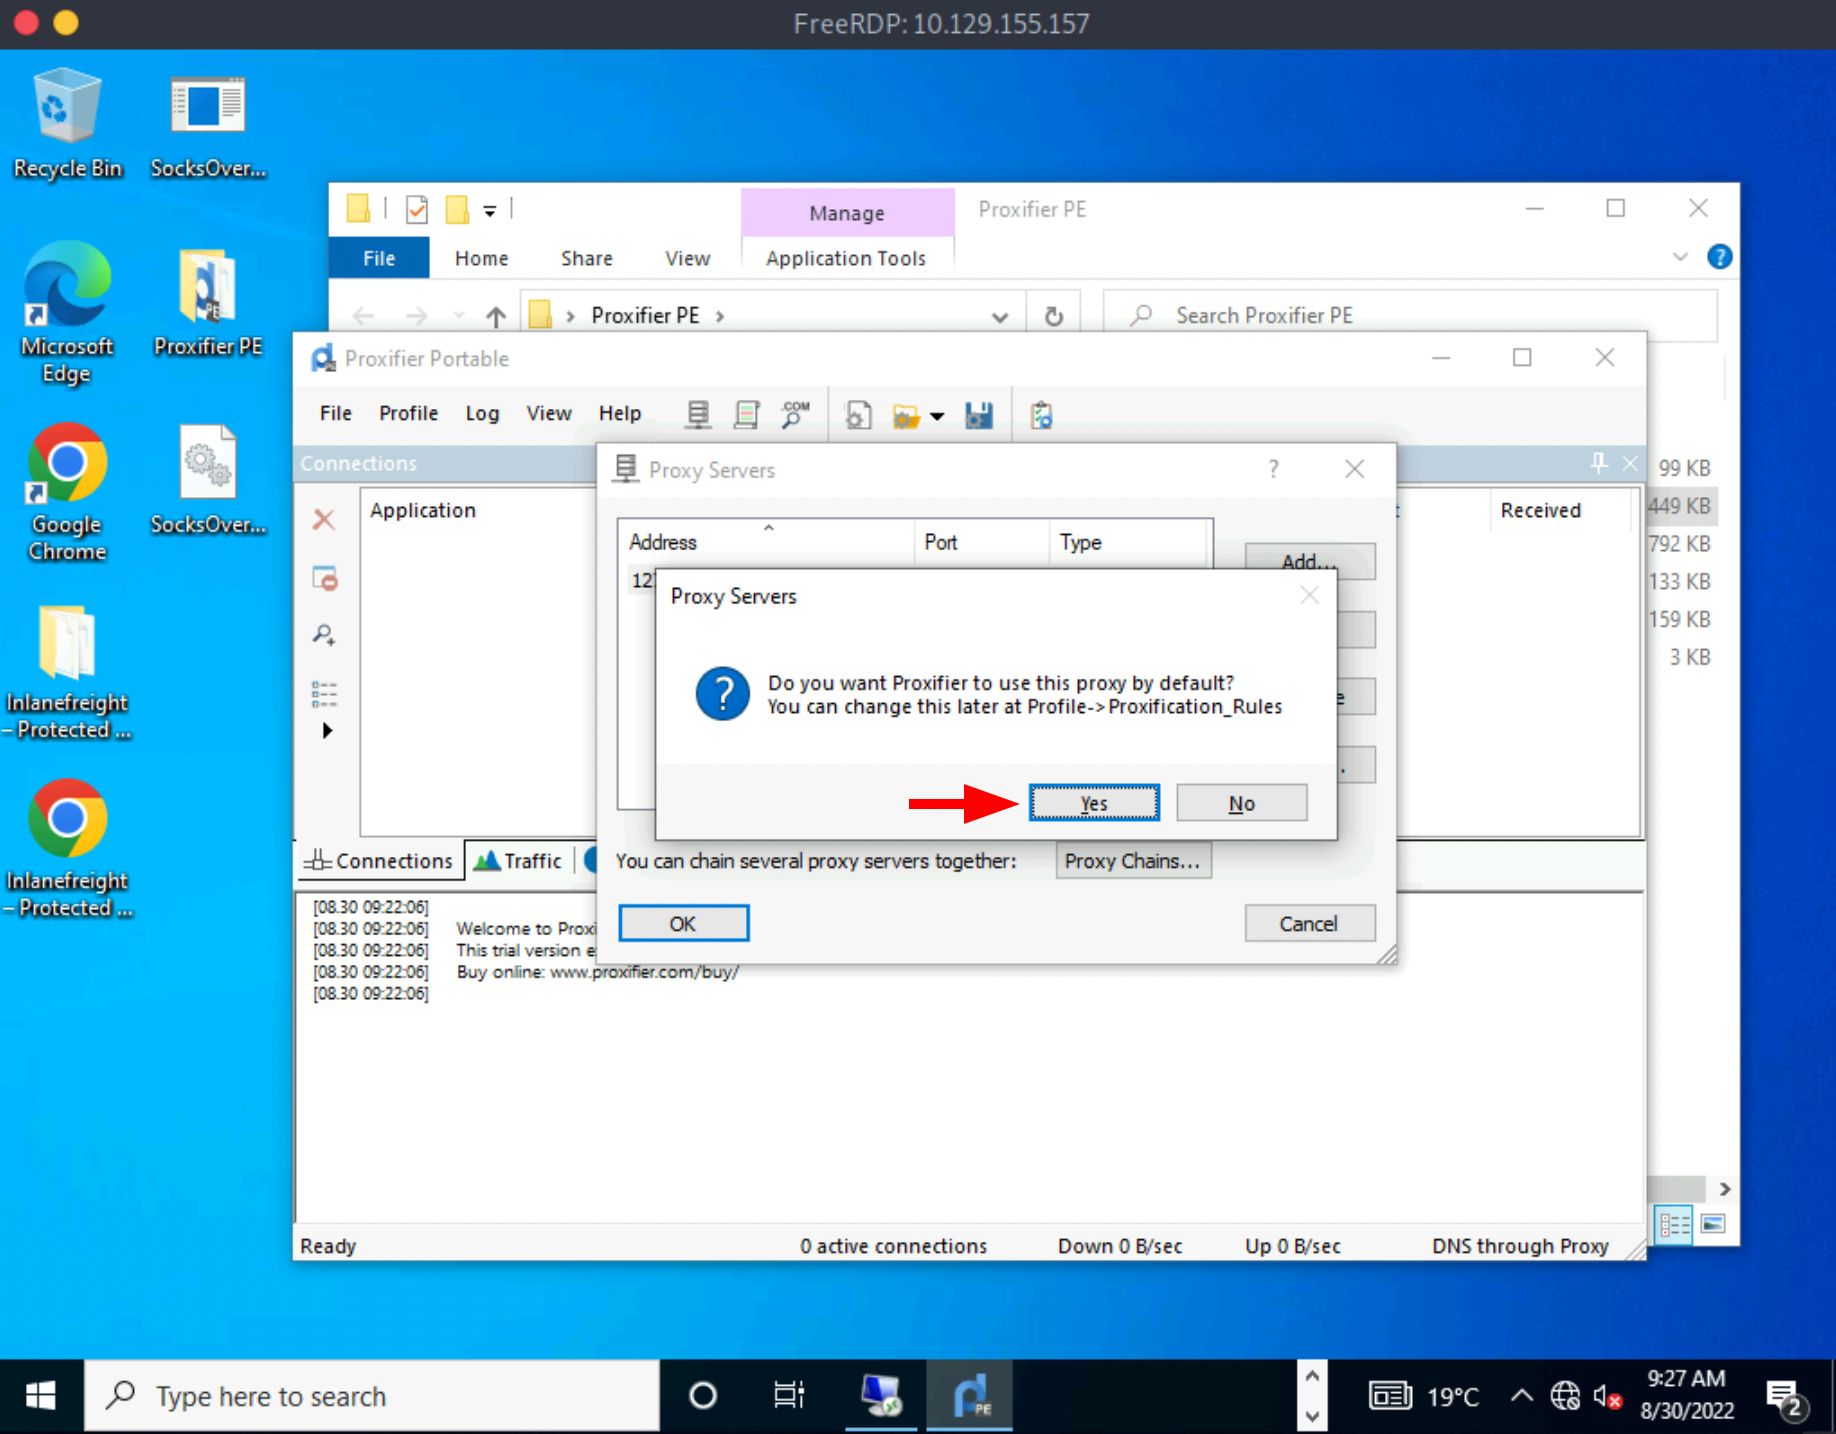 FreeRDP: 10.129.155.157
Recycle Bin
SocksOver...
Microsoft
Edge
Proxifier PE
Google
Chrome
SocksOver...
Inlanefreight
– Protected ...
Inlanefreight
– Protected ...
Manage
Proxifier PE
File
Home
Share
View
Application Tools
Proxifier PE
Search Proxifier PE
99 KB
449 KB
792 KB
133 KB
159 KB
3 KB
Proxifier Portable
File
Profile
Log
View
Help
.COM
Connections
Application
Received
Proxy Servers
?
Address
Port
Type
Add...
Proxy Servers
Do you want Proxifier to use this proxy by default?
You can change this later at Profile->Proxification_Rules
Yes
No
You can chain several proxy servers together:
Proxy Chains...
OK
Cancel
Connections
Traffic
[08.30 09:22:06]
[08.30 09:22:06] Welcome to Proxi
[08.30 09:22:06] This trial version e
[08.30 09:22:06] Buy online: www.proxifier.com/buy/
[08.30 09:22:06]
Ready
0 active connections
Down 0 B/sec
Up 0 B/sec
DNS through Proxy
Type here to search
PE
19°C
9:27 AM
8/30/2022
2